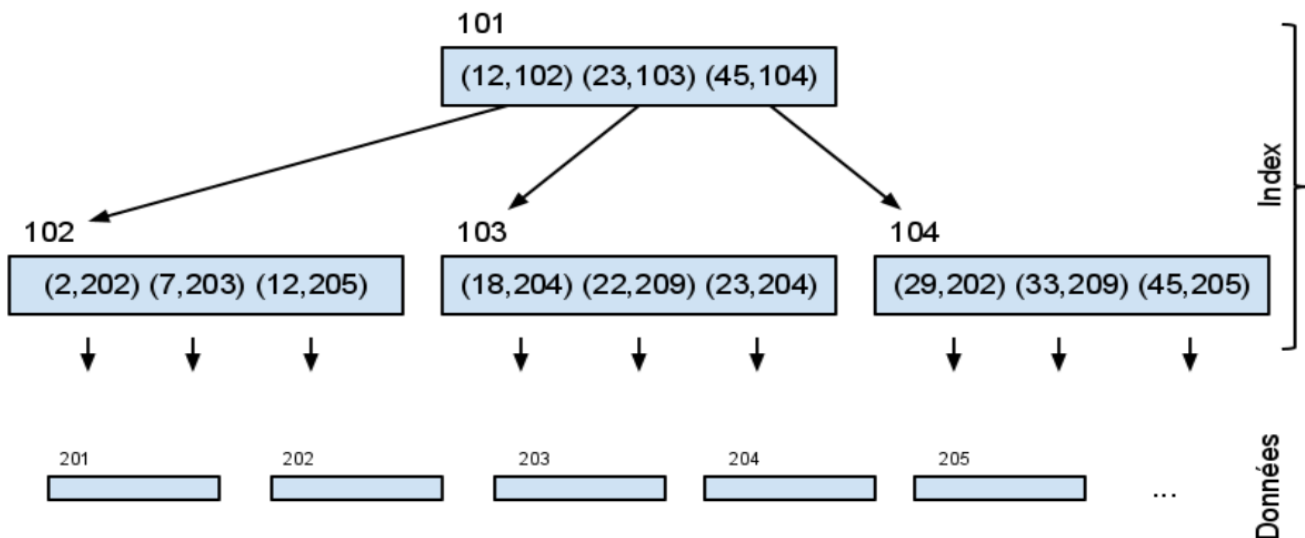 101
(12,102) (23,103) (45,104)
Index
102
103
104
(2,202) (7,203) (12,205)
(18,204) (22,209) (23,204)
(29,202) (33,209) (45,205)
201
202
203
204
205
...
Données